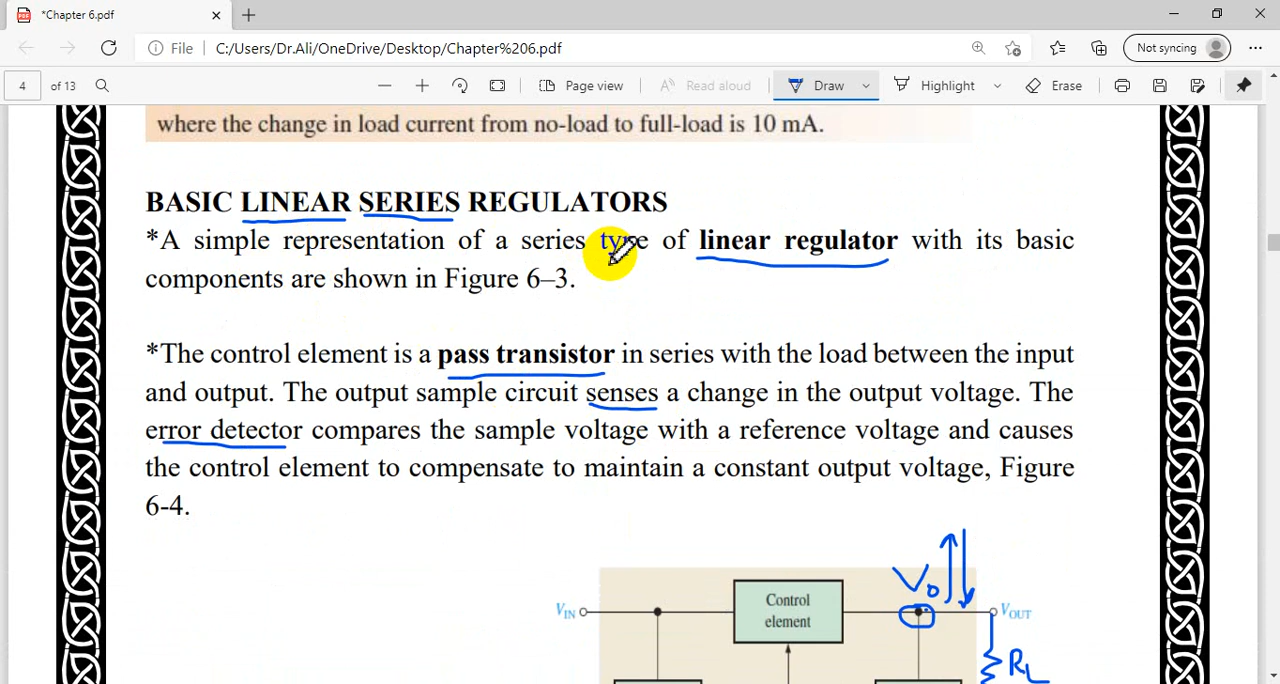 *Chapter 6.pdf
File C:/Users/Dr.Ali/OneDrive/Desktop/Chapter%206.pdf Not syncing
4 of 13 Page view Read aloud Draw Highlight Erase
where the change in load current from no-load to full-load is 10 mA.
BASIC LINEAR SERIES REGULATORS
*A simple representation of a series type of linear regulator with its basic
components are shown in Figure 6–3.
*The control element is a pass transistor in series with the load between the input
and output. The output sample circuit senses a change in the output voltage. The
error detector compares the sample voltage with a reference voltage and causes
the control element to compensate to maintain a constant output voltage, Figure
6-4.
Vo
VIN Control VOUT
element
RL